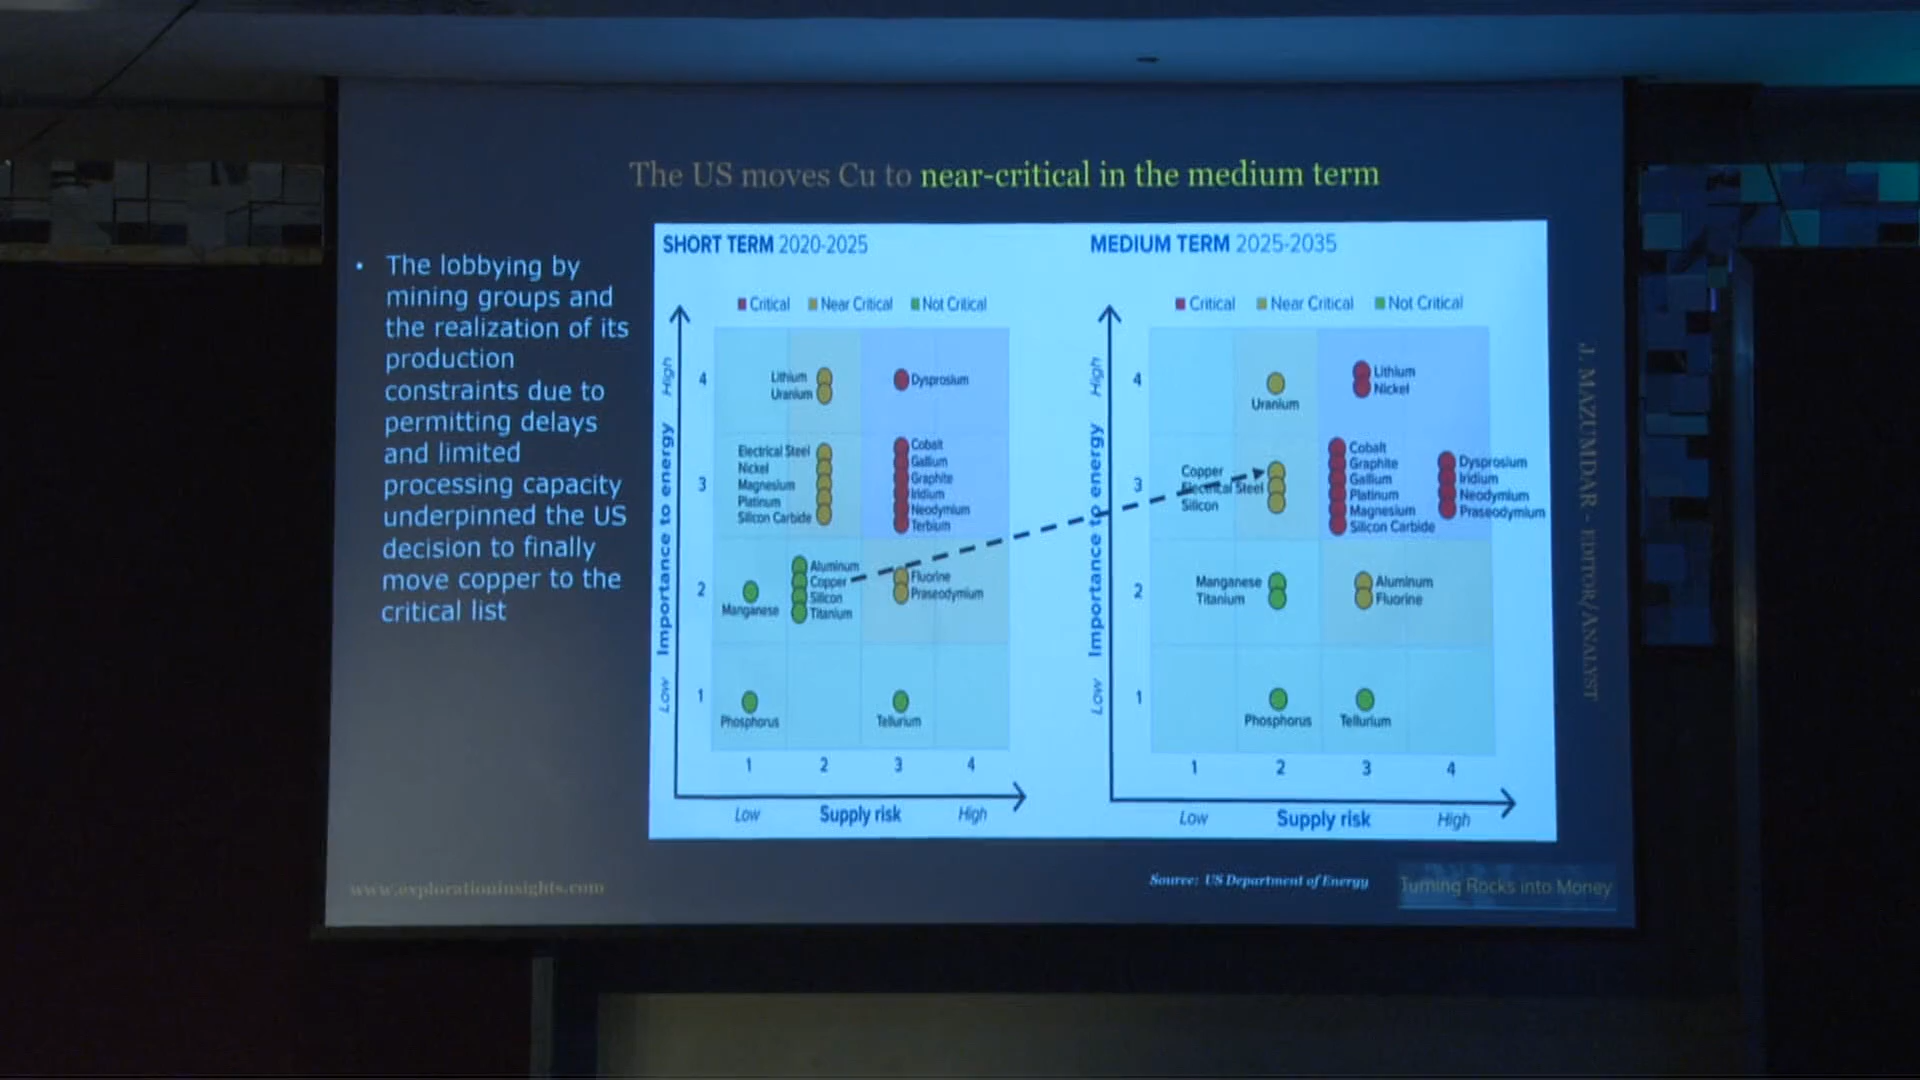 The US moves Cu to near-critical in the medium term
• The lobbying by
mining groups and
the realization of its
production
constraints due to
permitting delays
and limited
processing capacity
underpinned the US
decision to finally
move copper to the
critical list
SHORT TERM 2020-2025
Critical Near Critical Not Critical
Low Importance to energy High
4
3
2
1
Lithium
Uranium
Dysprosium
Electrical Steel
Nickel
Magnesium
Platinum
Silicon Carbide
Cobalt
Gallium
Graphite
Iridium
Neodymium
Terbium
Manganese
Aluminum
Copper
Silicon
Titanium
Fluorine
Praseodymium
Phosphorus
Tellurium
1 2 3 4
Low Supply risk High
MEDIUM TERM 2025-2035
Critical Near Critical Not Critical
Low Importance to energy High
4
3
2
1
Uranium
Lithium
Nickel
Copper
Electrical Steel
Silicon
Cobalt
Graphite
Gallium
Platinum
Magnesium
Silicon Carbide
Dysprosium
Iridium
Neodymium
Praseodymium
Manganese
Titanium
Aluminum
Fluorine
Phosphorus
Tellurium
1 2 3 4
Low Supply risk High
J. MAZUMDAR - EDITOR/ANALYST
www.explorationinsights.com
Source: US Department of Energy
Turning Rocks into Money